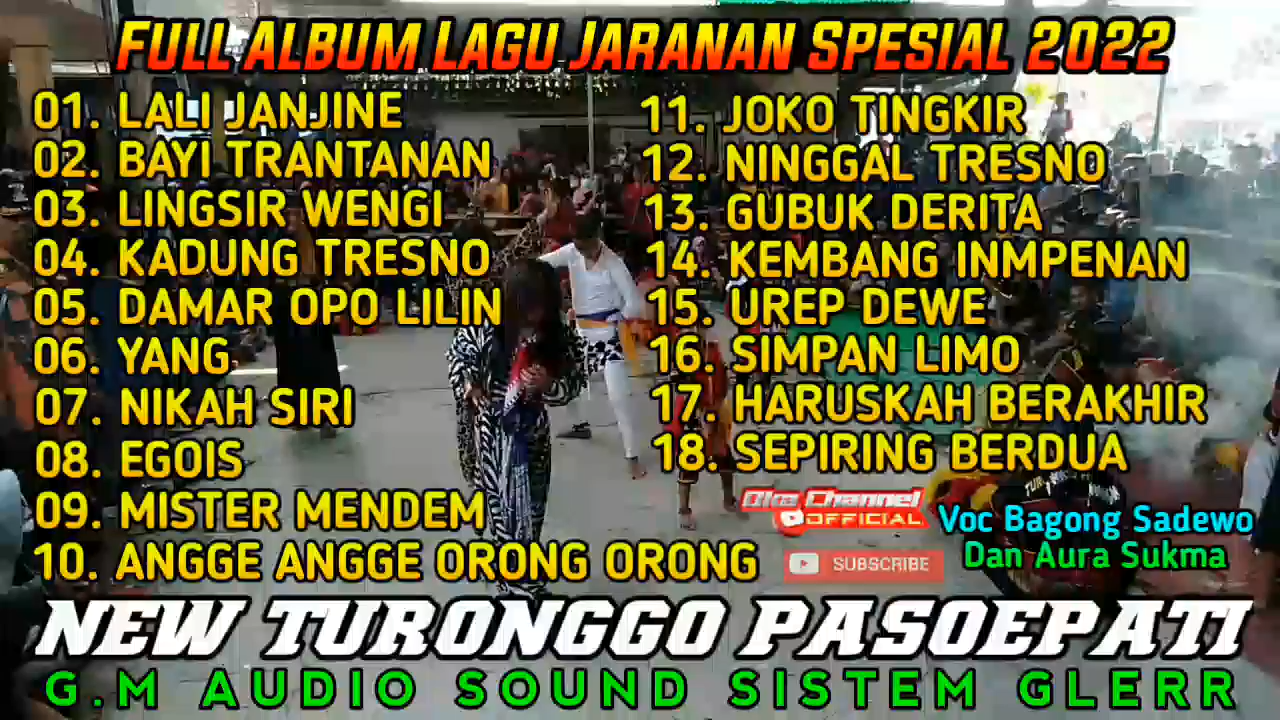 FULL ALBUM LAGU JARANAN SPESIAL 2022
01. LALI JANJINE
02. BAYI TRANTANAN
03. LINGSIR WENGI
04. KADUNG TRESNO
05. DAMAR OPO LILIN
06. YANG
07. NIKAH SIRI
08. EGOIS
09. MISTER MENDEM
10. ANGGE ANGGE ORONG ORONG
11. JOKO TINGKIR
12. NINGGAL TRESNO
13. GUBUK DERITA
14. KEMBANG INMPENAN
15. UREP DEWE
16. SIMPAN LIMO
17. HARUSKAH BERAKHIR
18. SEPIRING BERDUA
Channel
OFFICIAL
SUBSCRIBE
Voc Bagong Sadewo
Dan Aura Sukma
NEW TURONGGO PASOEPATI
G.M AUDIO SOUND SISTEM GLERR